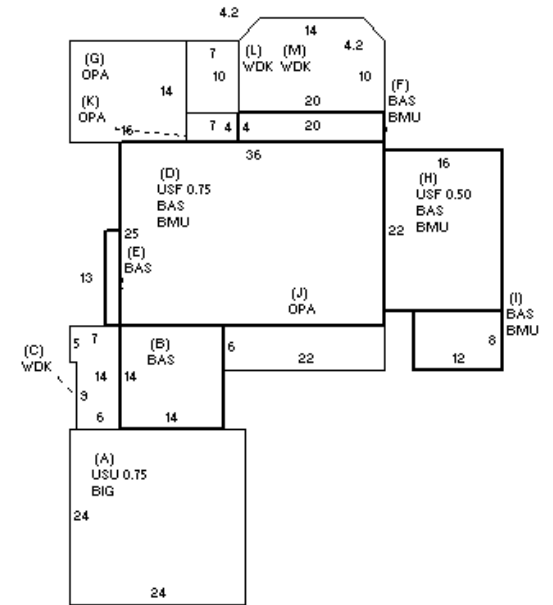 4.2
14
(G)
OPA
7
(L) (M)
WDK WDK
4.2
14
10
10
(F)
BAS
BMU
(K)
OPA
20
16
7 4 4
20
36
16
(D)
USF 0.75
BAS
BMU
(H)
USF 0.50
BAS
BMU
25
22
(E)
BAS
13
(J)
OPA
(I)
BAS
BMU
(C)
WDK
5 7
(B)
BAS
6
22
8
12
14 14
9
6
14
(A)
USU 0.75
BIG
24
24